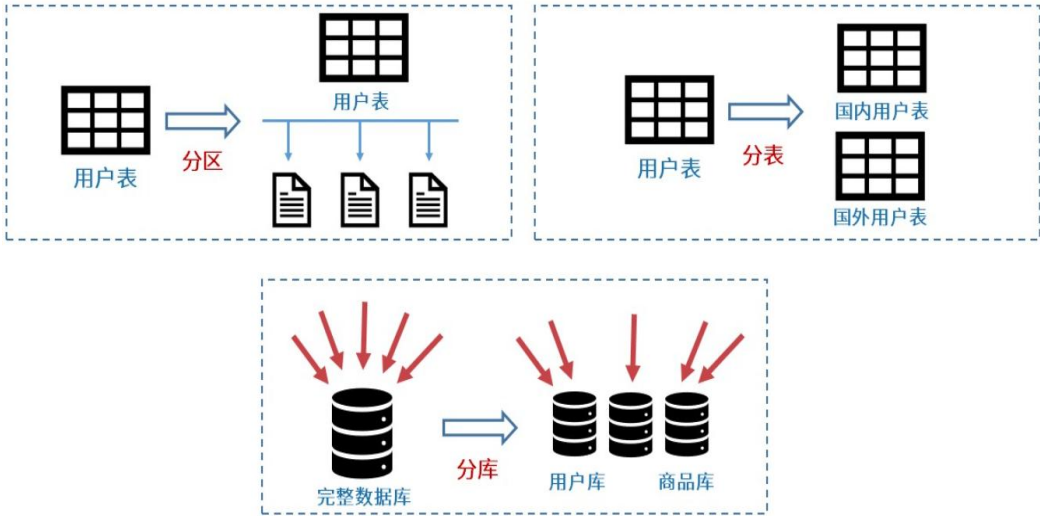 用户表
分区
用户表
用户表
分表
国内用户表
国外用户表
完整数据库
分库
用户库
商品库